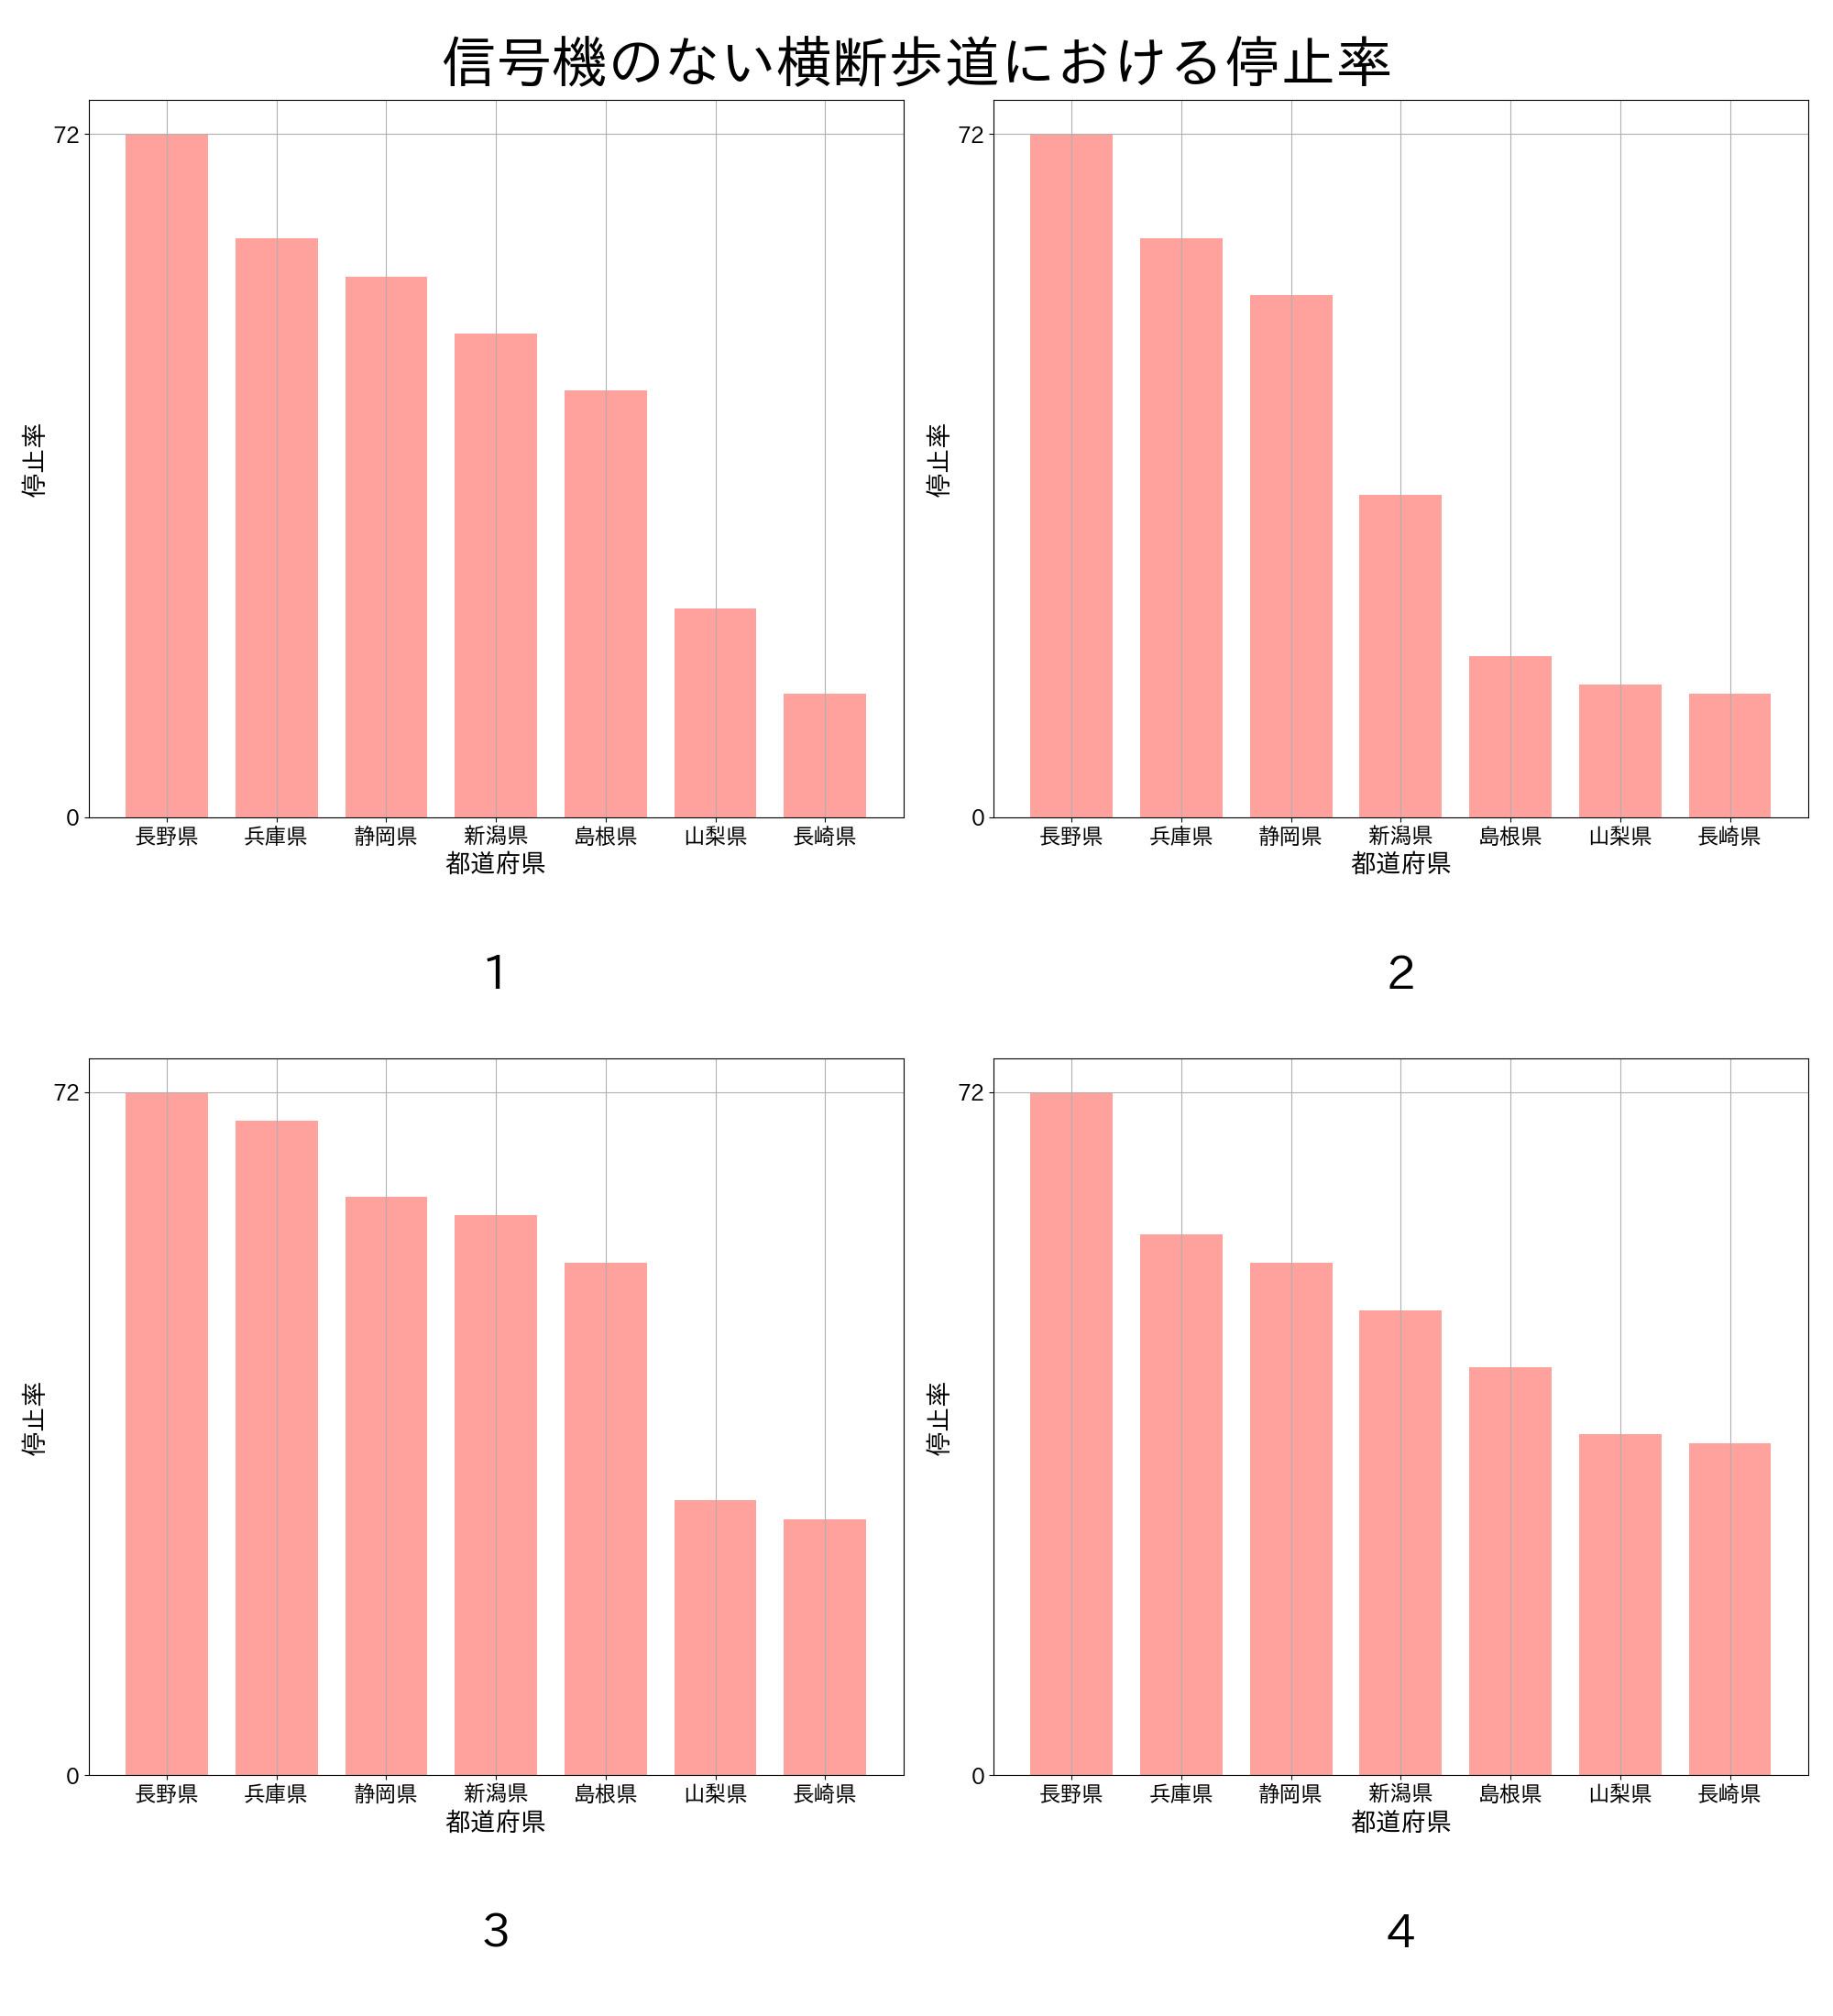 信号機のない横断歩道における停止率
72
0
停止率
長野県 兵庫県 静岡県 新潟県 島根県 山梨県 長崎県
都道府県
1
72
0
停止率
長野県 兵庫県 静岡県 新潟県 島根県 山梨県 長崎県
都道府県
2
72
0
停止率
長野県 兵庫県 静岡県 新潟県 島根県 山梨県 長崎県
都道府県
3
72
0
停止率
長野県 兵庫県 静岡県 新潟県 島根県 山梨県 長崎県
都道府県
4